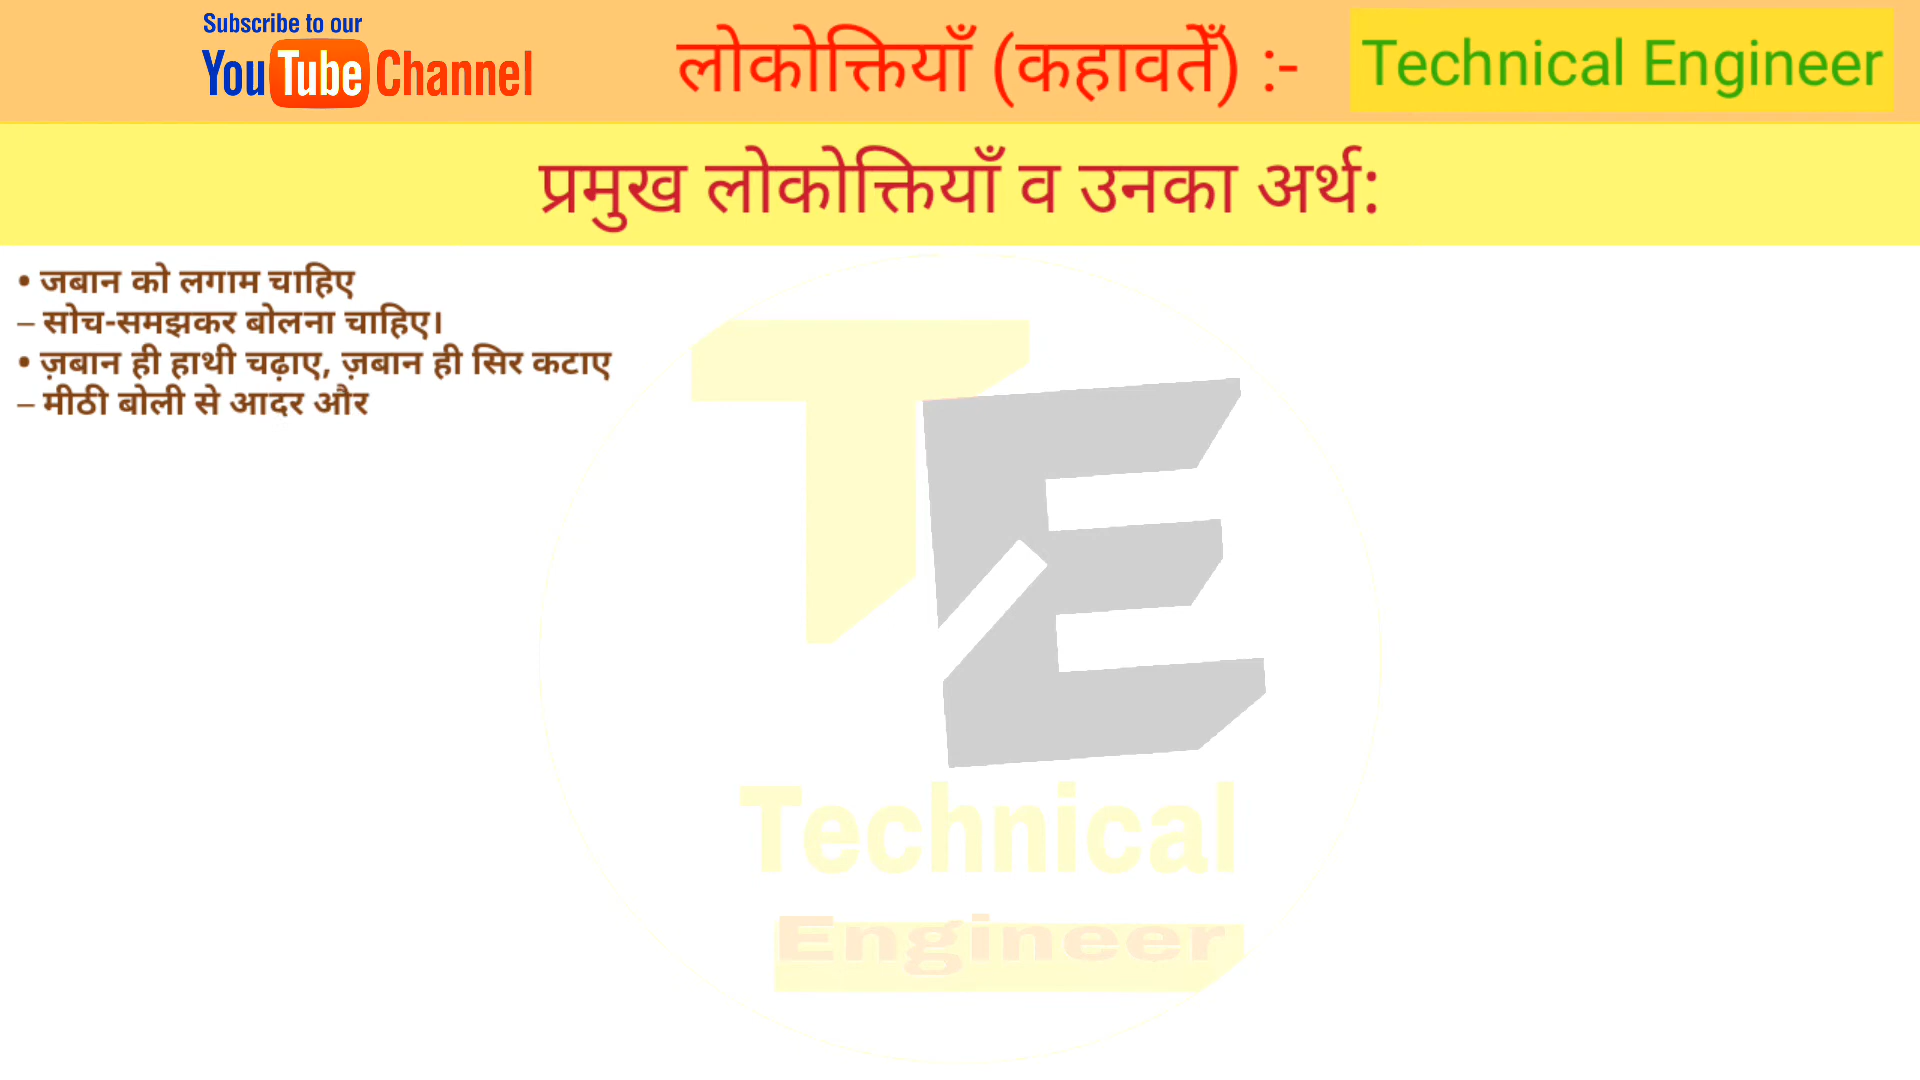 Subscribe to our
YouTube Channel
लोकोक्तियाँ (कहावतेँ) :-
Technical Engineer
प्रमुख लोकोक्तियाँ व उनका अर्थ:
• जबान को लगाम चाहिए
– सोच-समझकर बोलना चाहिए।
• ज़बान ही हाथी चढ़ाए, ज़बान ही सिर कटाए
– मीठी बोली से आदर और
TE
Technical
Engineer